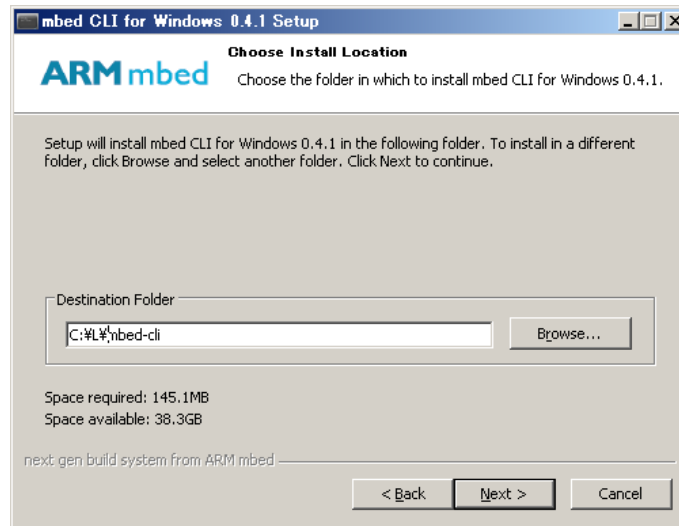 mbed CLI for Windows 0.4.1 Setup
Choose Install Location
ARM mbed
Choose the folder in which to install mbed CLI for Windows 0.4.1.
Setup will install mbed CLI for Windows 0.4.1 in the following folder. To install in a different
folder, click Browse and select another folder. Click Next to continue.
Destination Folder
C:¥L¥mbed-cli
Browse...
Space required: 145.1MB
Space available: 38.3GB
next gen build system from ARM mbed
< Back
Next >
Cancel